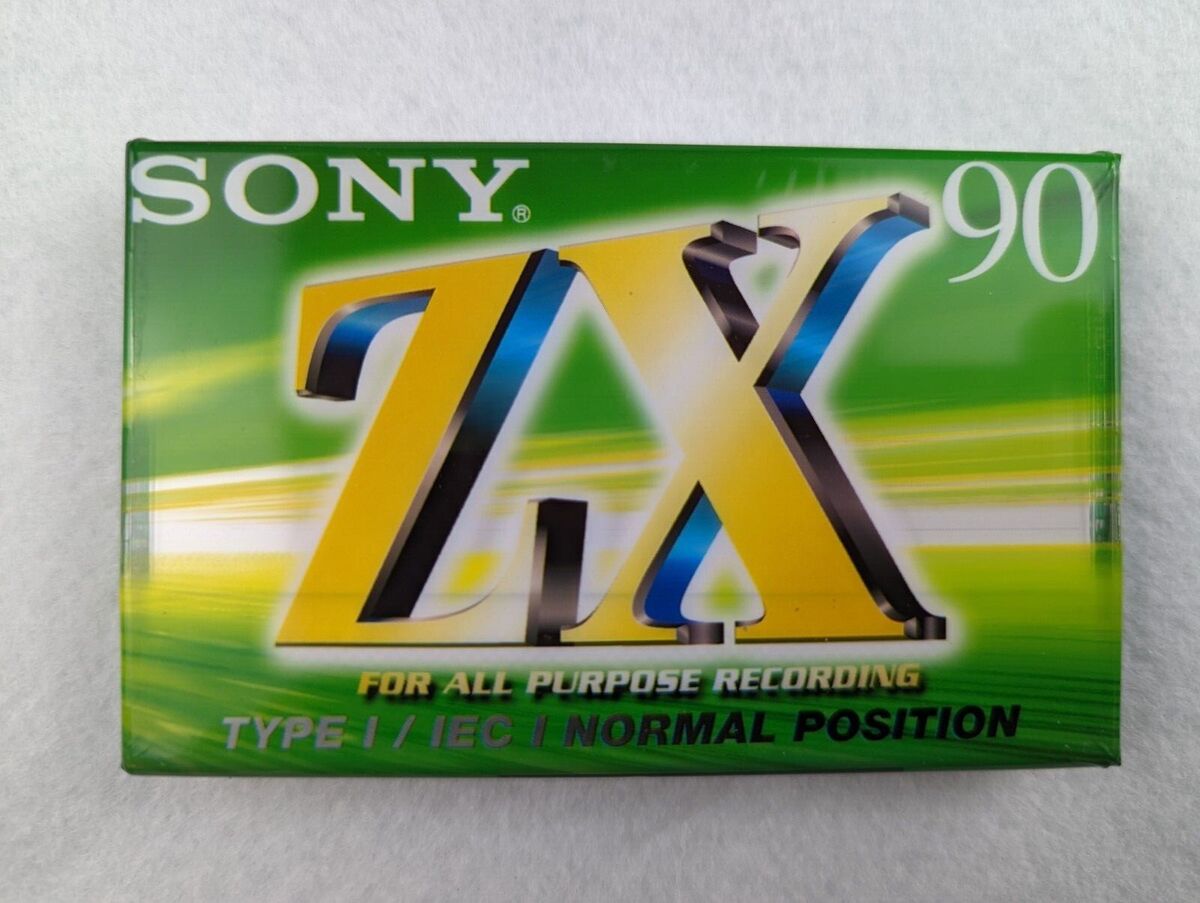 SONY® 90
ZX
FOR ALL PURPOSE RECORDING
TYPE I / IEC I NORMAL POSITION